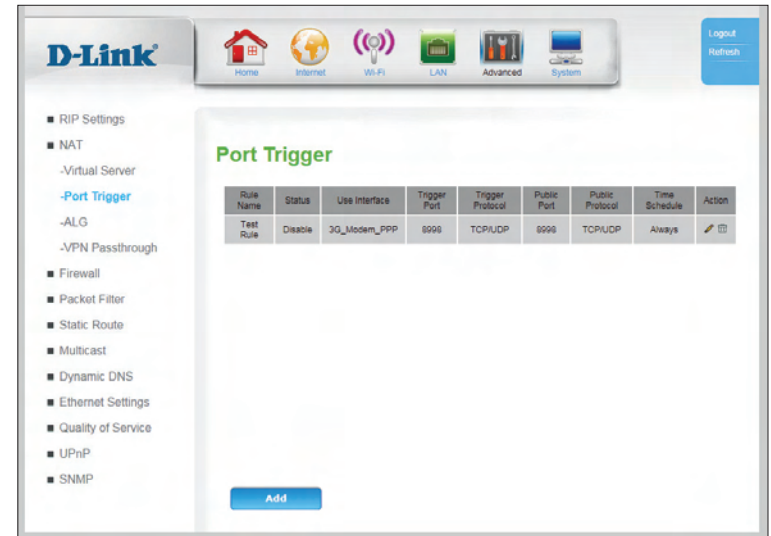 D-Link
Home
Internet
Wi-Fi
LAN
Advanced
System
Logout
Refresh
RIP Settings
NAT
-Virtual Server
-Port Trigger
-ALG
-VPN Passthrough
Firewall
Packet Filter
Static Route
Multicast
Dynamic DNS
Ethernet Settings
Quality of Service
UPnP
SNMP
Port Trigger
Rule Name Status Use Interface Trigger Port Trigger Protocol Public Port Public Protocol Time Schedule Action
Test Rule Disable 3G_Modem_PPP 8998 TCP/UDP 8998 TCP/UDP Always
Add